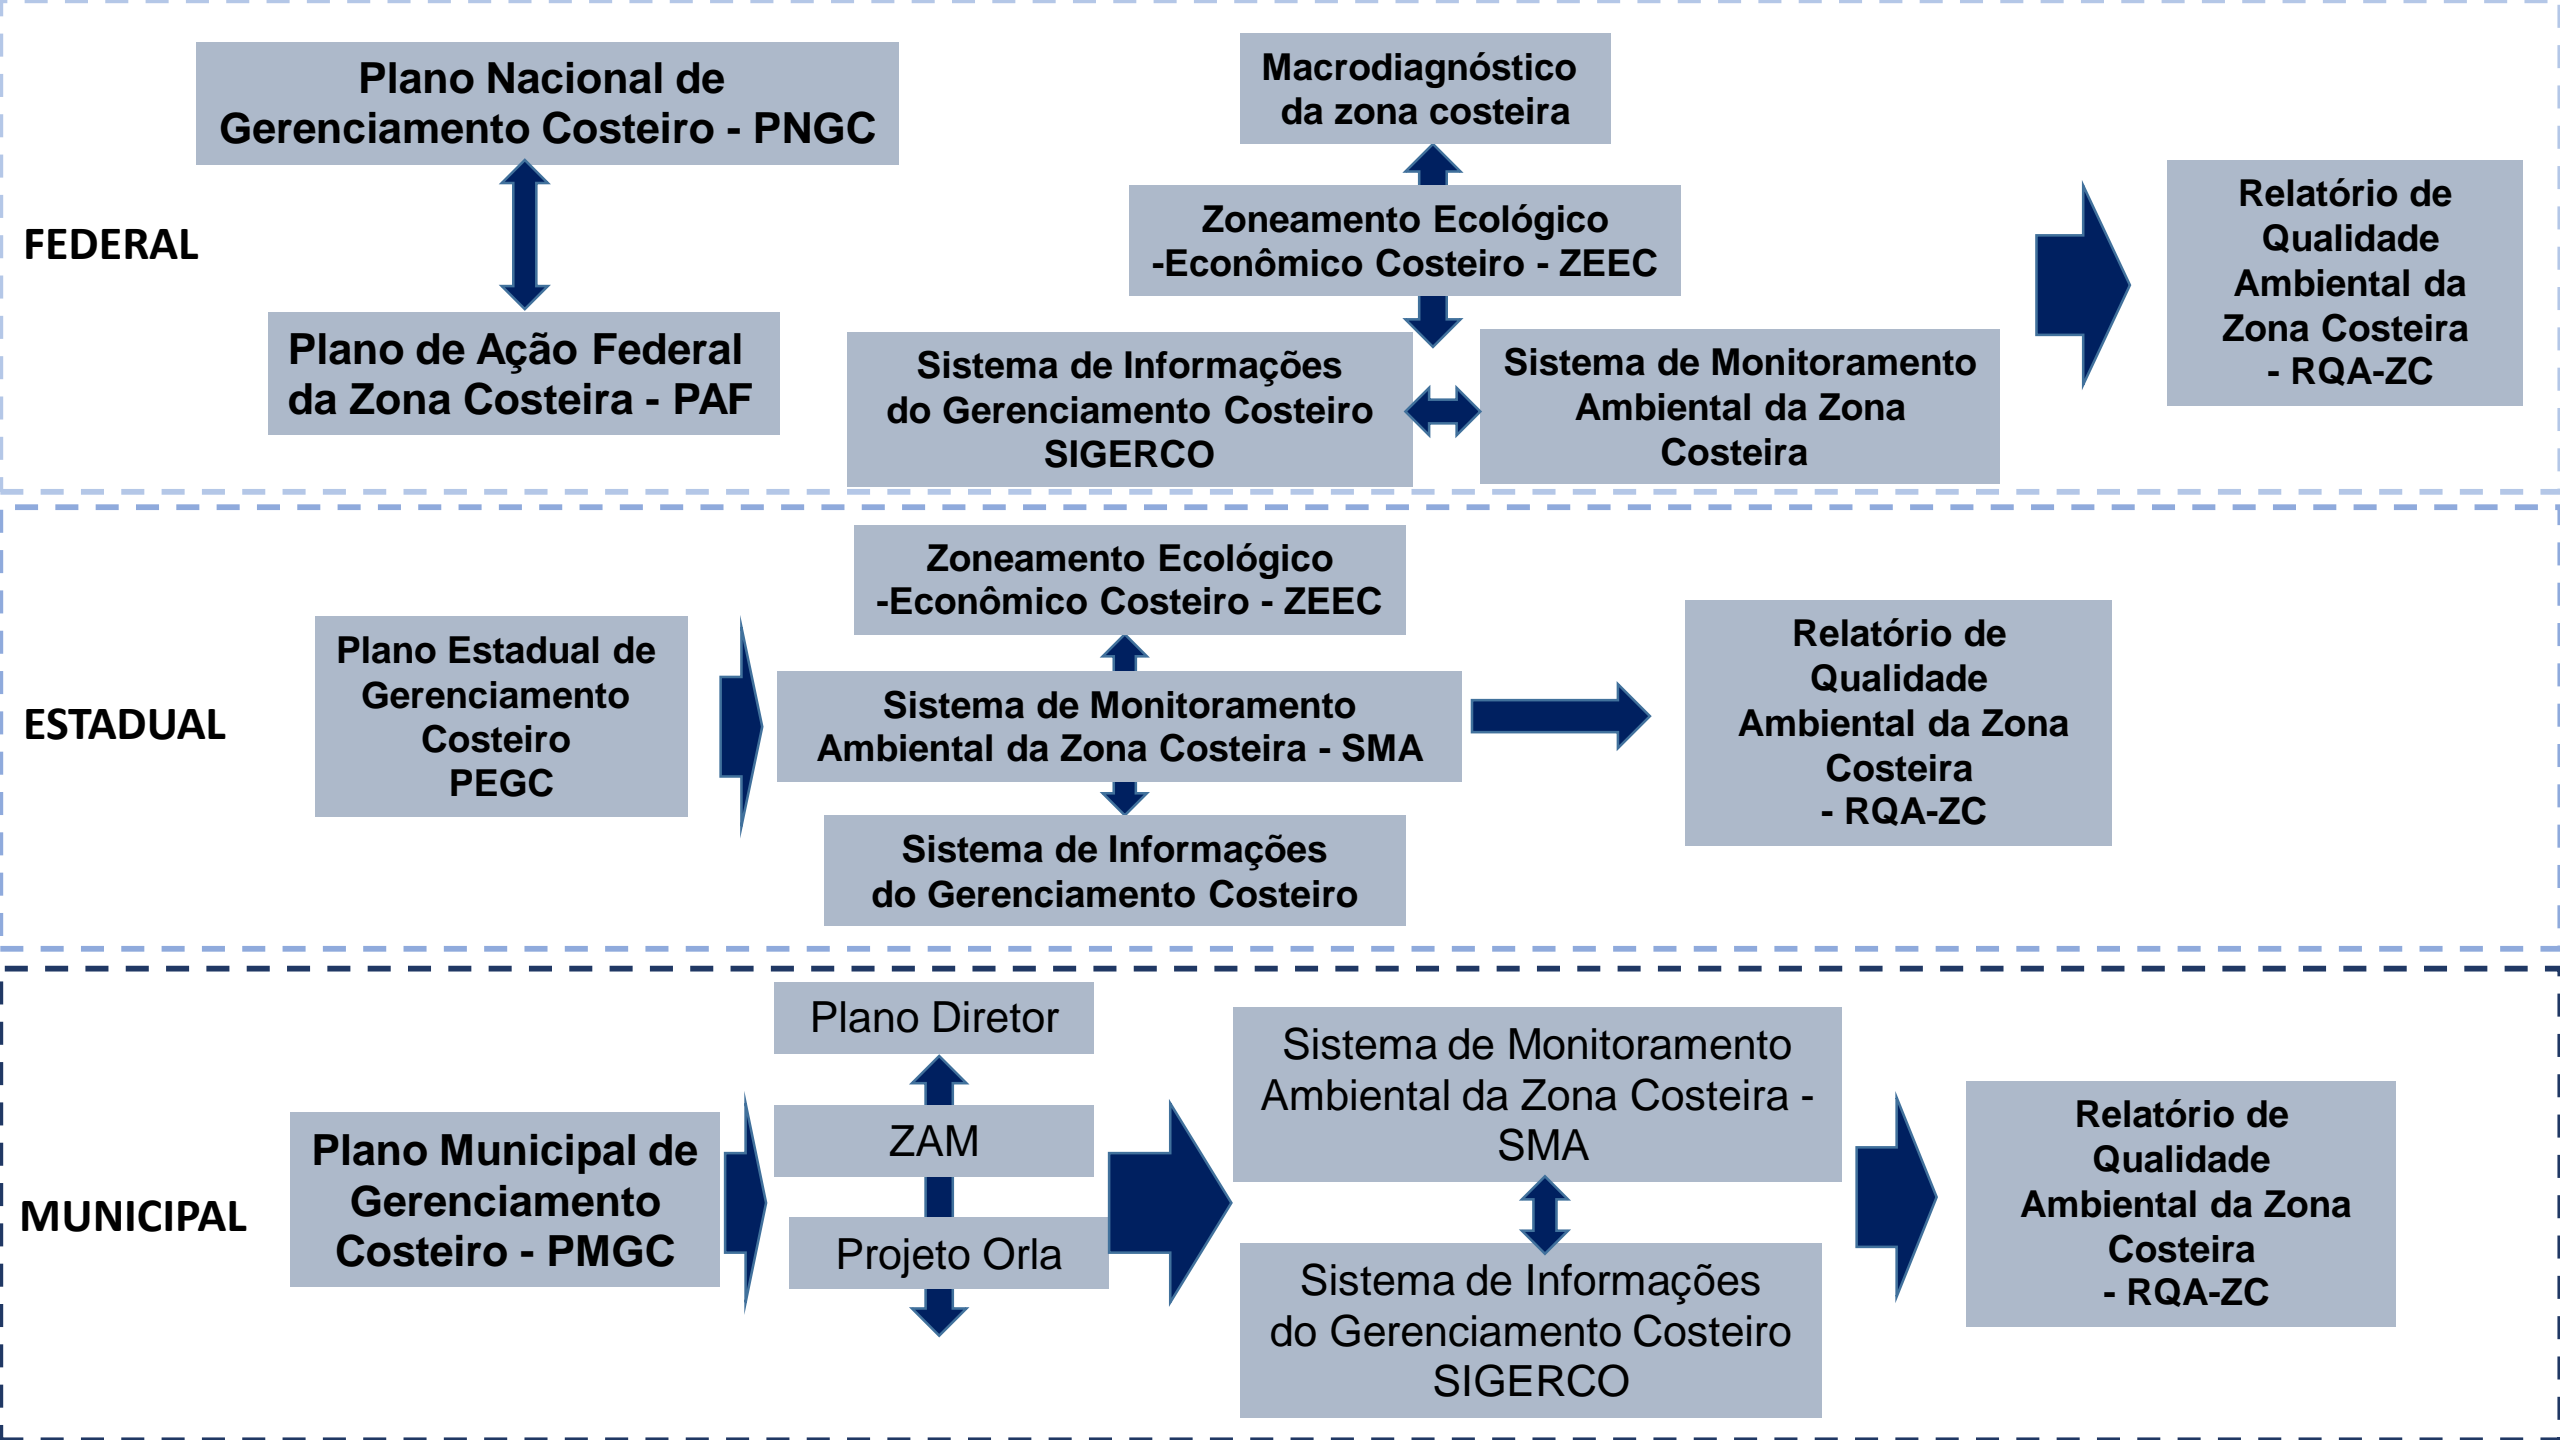 FEDERAL
Plano Nacional de
Gerenciamento Costeiro - PNGC
Plano de Ação Federal
da Zona Costeira - PAF
Macrodiagnóstico
da zona costeira
Zoneamento Ecológico
-Econômico Costeiro - ZEEC
Sistema de Informações
do Gerenciamento Costeiro
SIGERCO
Sistema de Monitoramento
Ambiental da Zona
Costeira
Relatório de
Qualidade
Ambiental da
Zona Costeira
- RQA-ZC
ESTADUAL
Plano Estadual de
Gerenciamento
Costeiro
PEGC
Zoneamento Ecológico
-Econômico Costeiro - ZEEC
Sistema de Monitoramento
Ambiental da Zona Costeira - SMA
Sistema de Informações
do Gerenciamento Costeiro
Relatório de
Qualidade
Ambiental da Zona
Costeira
- RQA-ZC
MUNICIPAL
Plano Municipal de
Gerenciamento
Costeiro - PMGC
Plano Diretor
ZAM
Projeto Orla
Sistema de Monitoramento
Ambiental da Zona Costeira -
SMA
Sistema de Informações
do Gerenciamento Costeiro
SIGERCO
Relatório de
Qualidade
Ambiental da Zona
Costeira
- RQA-ZC